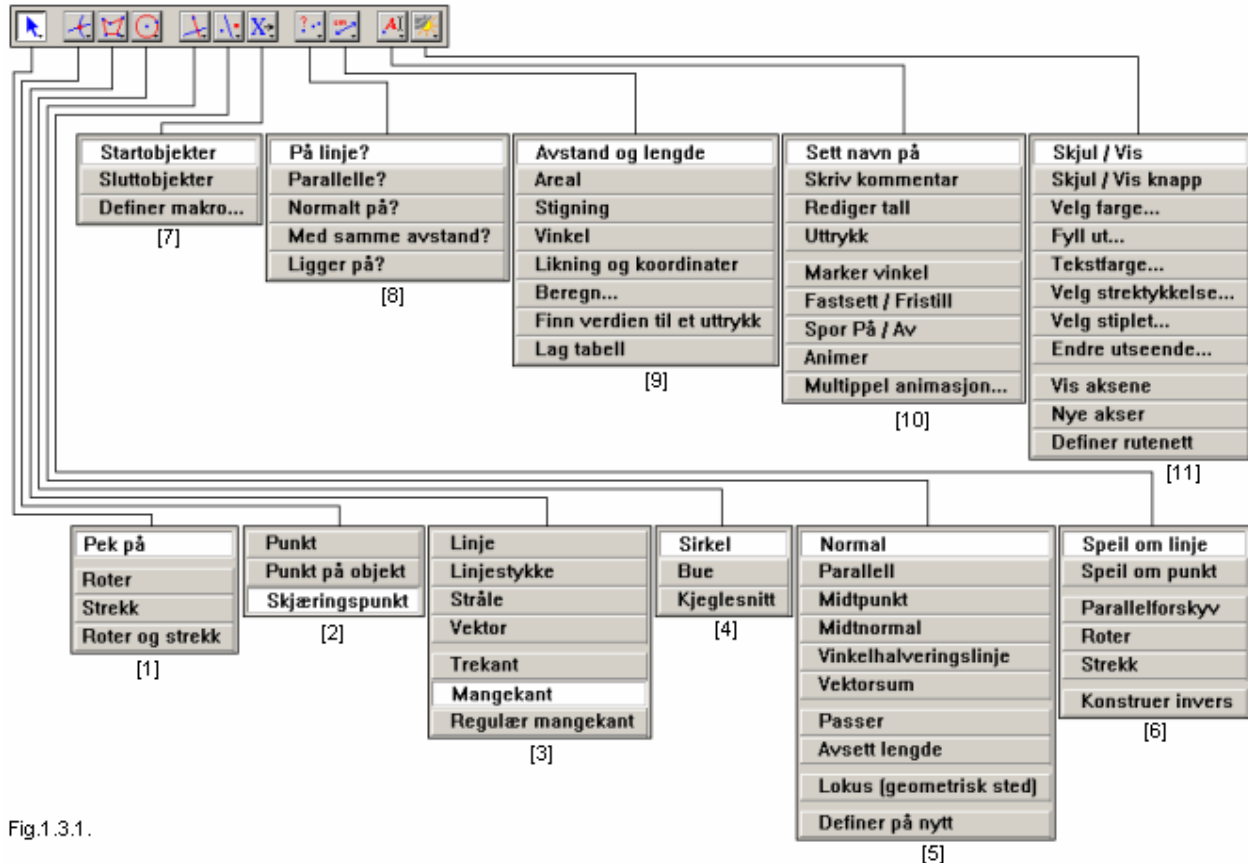 Startobjekter
Sluttobjekter
Definer makro...
[7]
På linje?
Parallelle?
Normalt på?
Med samme avstand?
Ligger på?
[8]
Avstand og lengde
Areal
Stigning
Vinkel
Likning og koordinater
Beregn...
Finn verdien til et uttrykk
Lag tabell
[9]
Sett navn på
Skriv kommentar
Rediger tall
Uttrykk
Marker vinkel
Fastsett / Fristill
Spor På / Av
Animer
Multippel animasjon...
[10]
Skjul / Vis
Skjul / Vis knapp
Velg farge...
Fyll ut...
Tekstfarge...
Velg strektykkelse...
Velg stiplet...
Endre utseende...
Vis aksene
Nye akser
Definer rutenett
[11]
Pek på
Roter
Strekk
Roter og strekk
[1]
Punkt
Punkt på objekt
Skjæringspunkt
[2]
Linje
Linjestykke
Stråle
Vektor
Trekant
Mangekant
Regulær mangekant
[3]
Sirkel
Bue
Kjeglesnitt
[4]
Normal
Parallell
Midtpunkt
Midtnormal
Vinkelhalveringslinje
Vektorsum
Passer
Avsett lengde
Lokus (geometrisk sted)
Definer på nytt
[5]
Speil om linje
Speil om punkt
Parallelforskyv
Roter
Strekk
Konstruer invers
[6]
Fig.1.3.1.